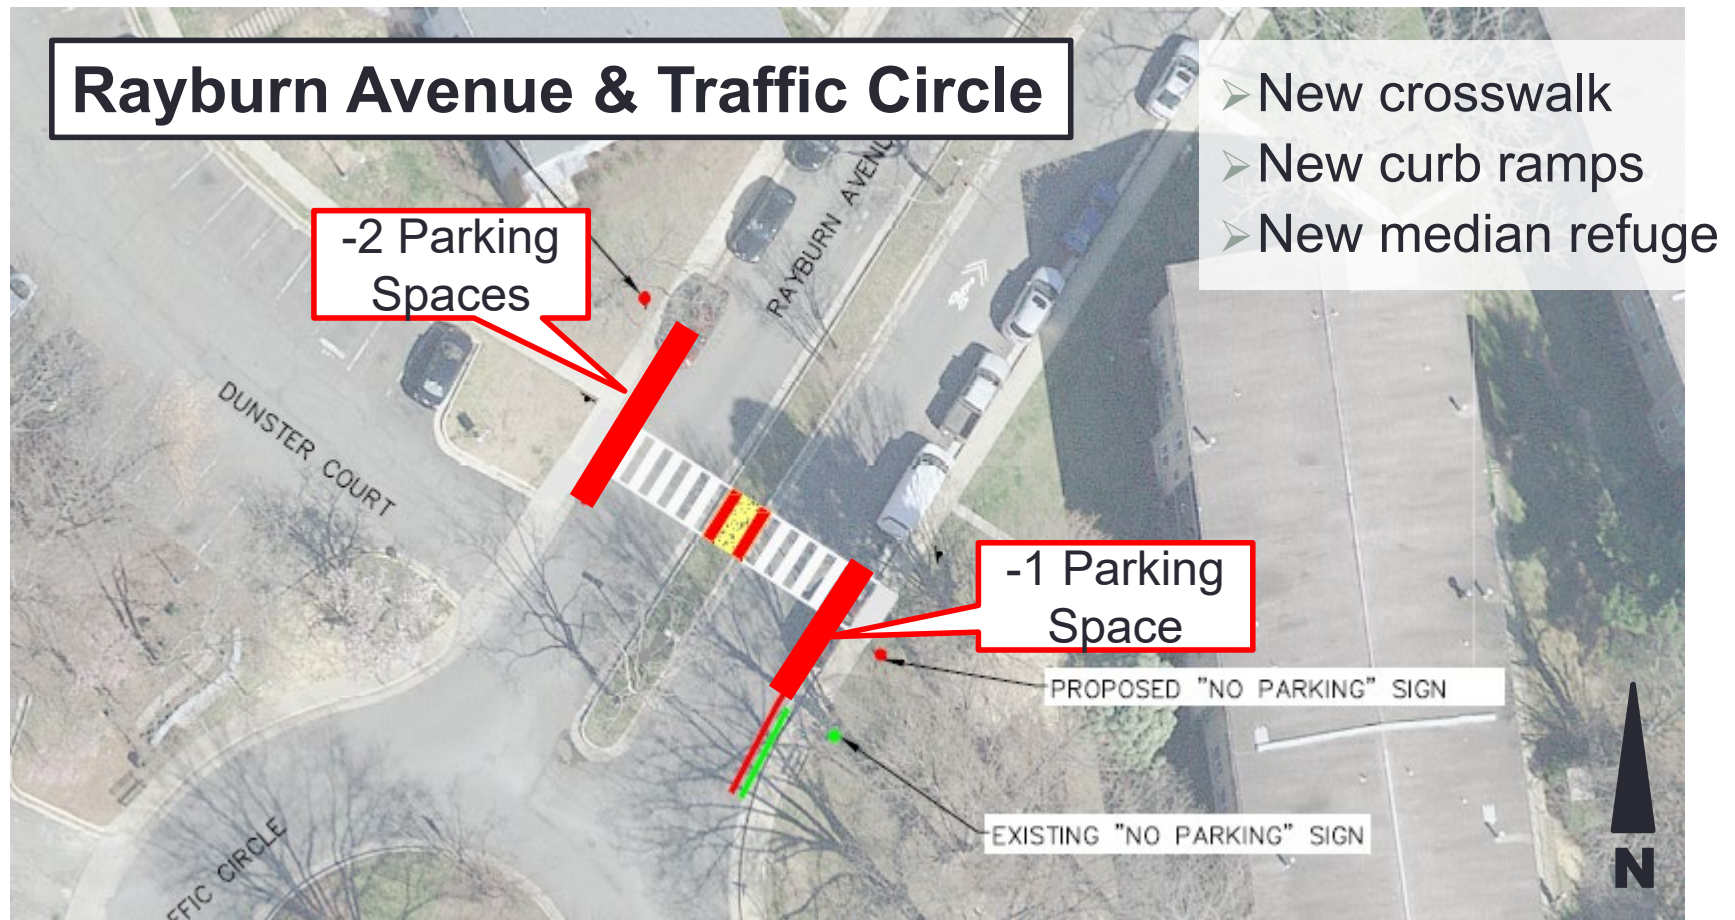 Rayburn Avenue & Traffic Circle
➢New crosswalk
➢New curb ramps
➢New median refuge
-2 Parking
Spaces
RAYBURN AVENU
DUNSTER COURT
-1 Parking
Space
PROPOSED "NO PARKING" SIGN
EXISTING "NO PARKING" SIGN
FFIC CIRCLE
N